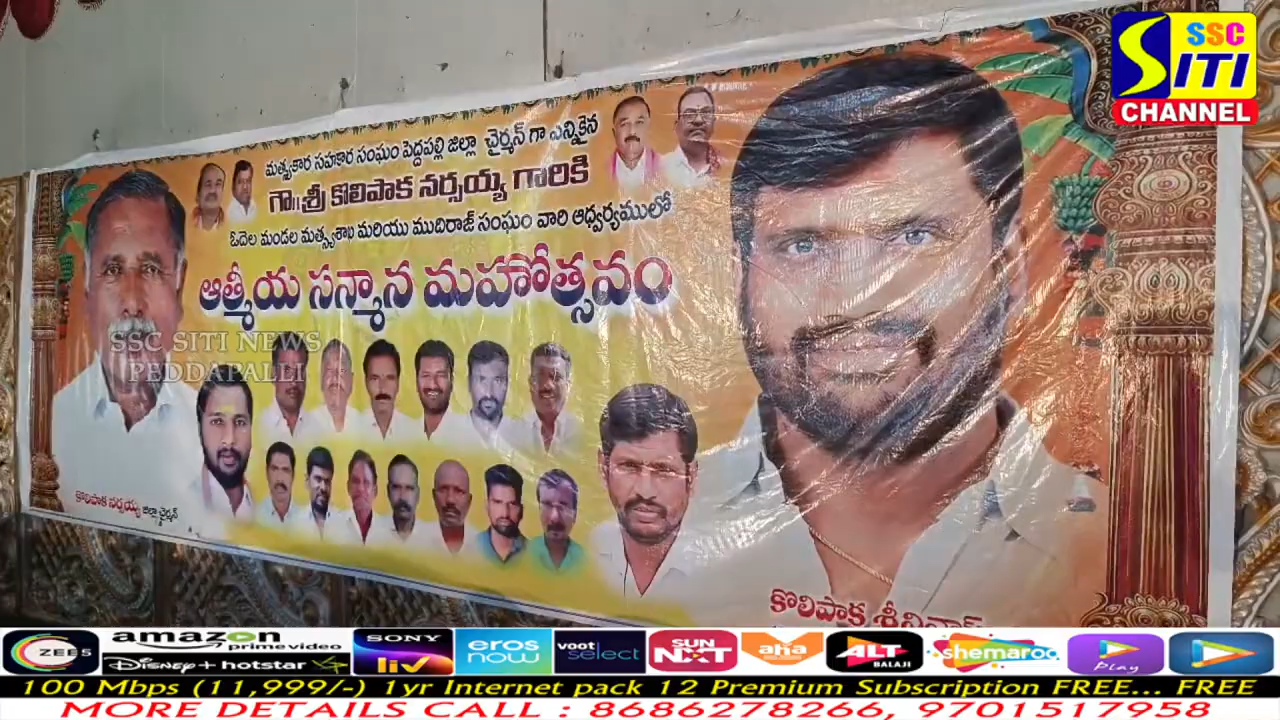 SSC
SITI
CHANNEL
మత్స్యకార సహకార సంఘం పెద్దపల్లి జిల్లా చైర్మన్ గా ఎన్నికైన
గౌ॥శ్రీ కొలిపాక నర్సయ్య గారికి
ఓదెల మండల మత్స్యశాఖ మరియు ముదిరాజ్ సంఘం వారి ఆధ్వర్యములో
ఆత్మీయ సన్మాన మహోత్సవం
SSC SITI NEWS
PEDDAPALLI
కొలిపాక నర్సయ్య జిల్లా చైర్మన్
కొలిపాక శ్రీనివాస్
ZEE5
amazon
prime video
Disney+ hotstar VIP
SONY
liv
eros
now
voot
select
SUN
NXT
aha
ALT
BALAJI
shemaroo
Play
100 Mbps (11,999/-) 1yr Internet pack 12 Premium Subscription FREE... FREE
MORE DETAILS CALL : 8686278266, 9701517958